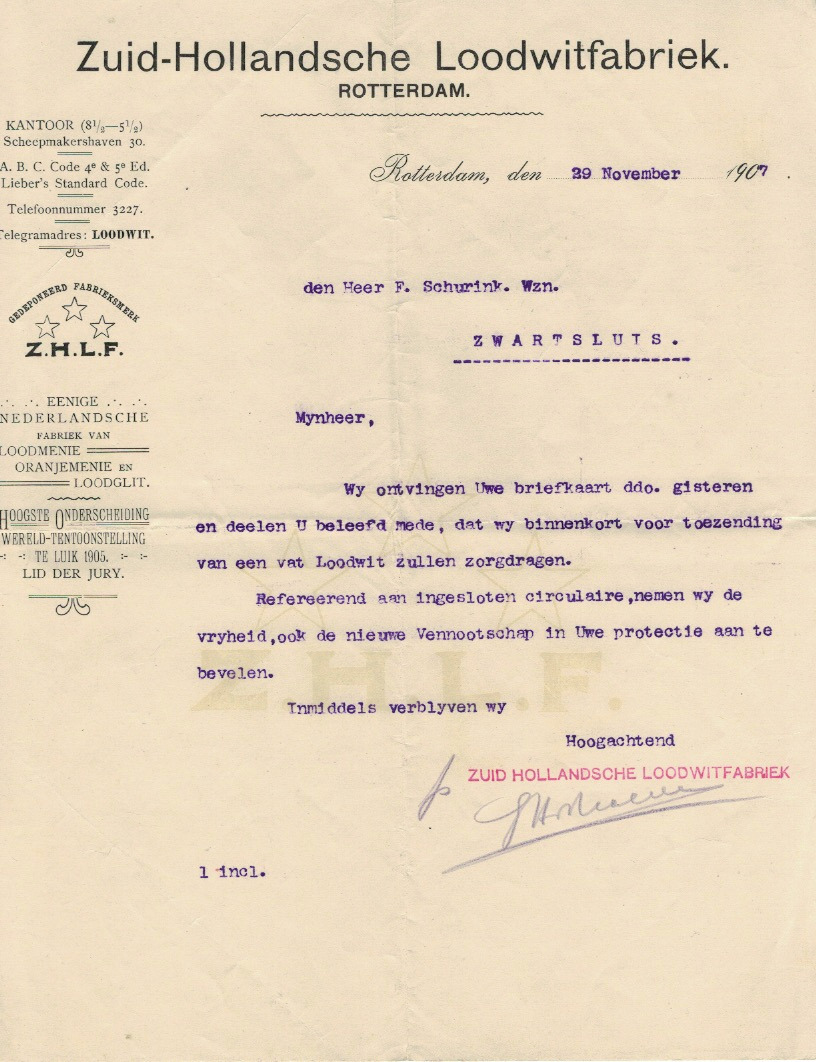 Zuid-Hollandsche Loodwitfabriek.
ROTTERDAM.
KANTOOR (8½—5½)
Scheepmakershaven 30.
A. B. C. Code 4e & 5e Ed.
Lieber's Standard Code.
Telefoonnummer 3227.
Telegramadres: LOODWIT.
GEDEPONEERD FABRIEKSMERK
Z.H.L.F.
EENIGE
NEDERLANDSCHE
FABRIEK VAN
LOODMENIE
ORANJEMENIE EN
LOODGLIT.
HOOGSTE ONDERSCHEIDING
WERELD-TENTOONSTELLING
TE LUIK 1905.
LID DER JURY.
Rotterdam, den 29 November 1907.
den Heer F. Schurink. Wzn.
ZWARTSLUIS.
Mynheer,
Wy ontvingen Uwe briefkaart ddo. gisteren
en deelen U beleefd mede, dat wy binnenkort voor toezending
van een vat Loodwit zullen zorgdragen.
Refereerend aan ingesloten circulaire,nemen wy de
vryheid,ook de nieuwe Vennootschap in Uwe protectie aan te
bevelen.
Z.H.L.F.
Inmiddels verblyven wy
Hoogachtend
ZUID HOLLANDSCHE LOODWITFABRIEK
1 incl.